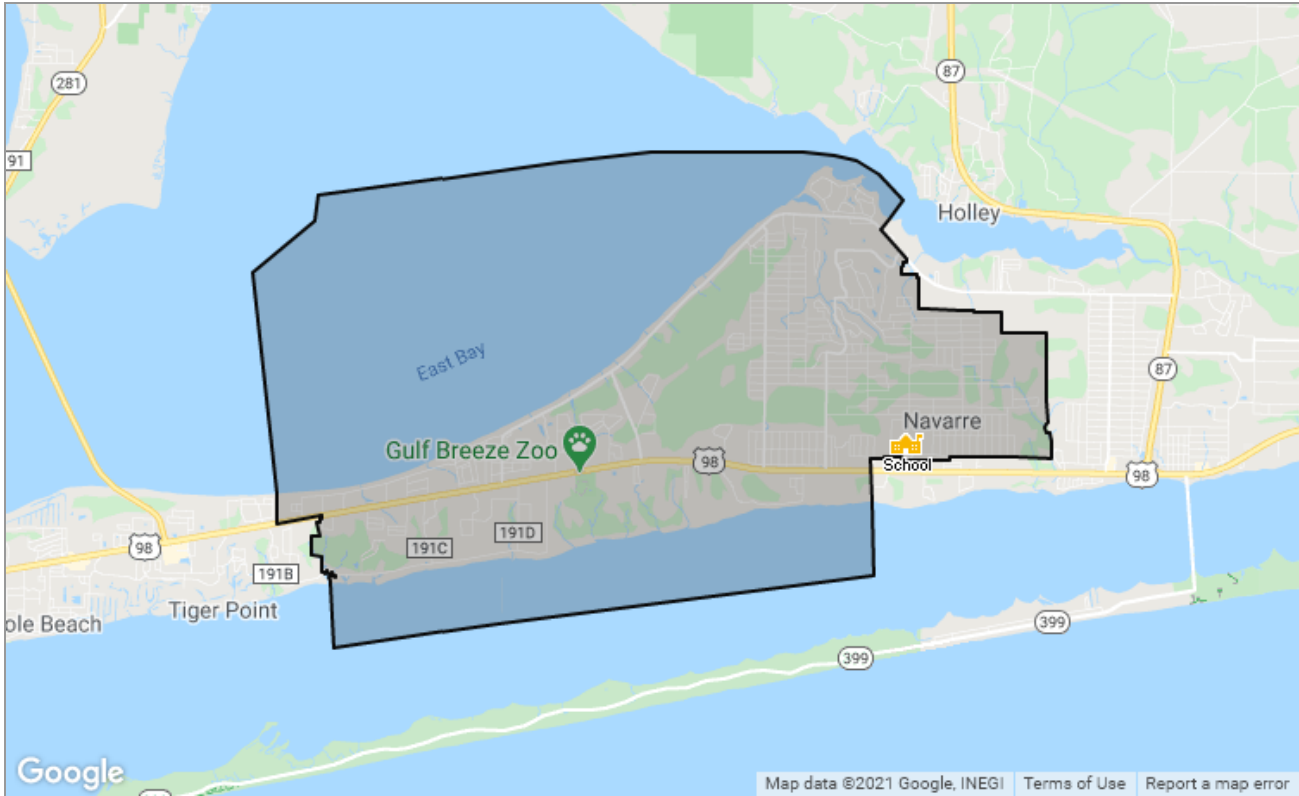 281
87
91
Holley
East Bay
87
Navarre
Gulf Breeze Zoo
School
98
98
98
191D
191C
191B
Tiger Point
ole Beach
399
399
Google
Map data ©2021 Google, INEGI
Terms of Use
Report a map error